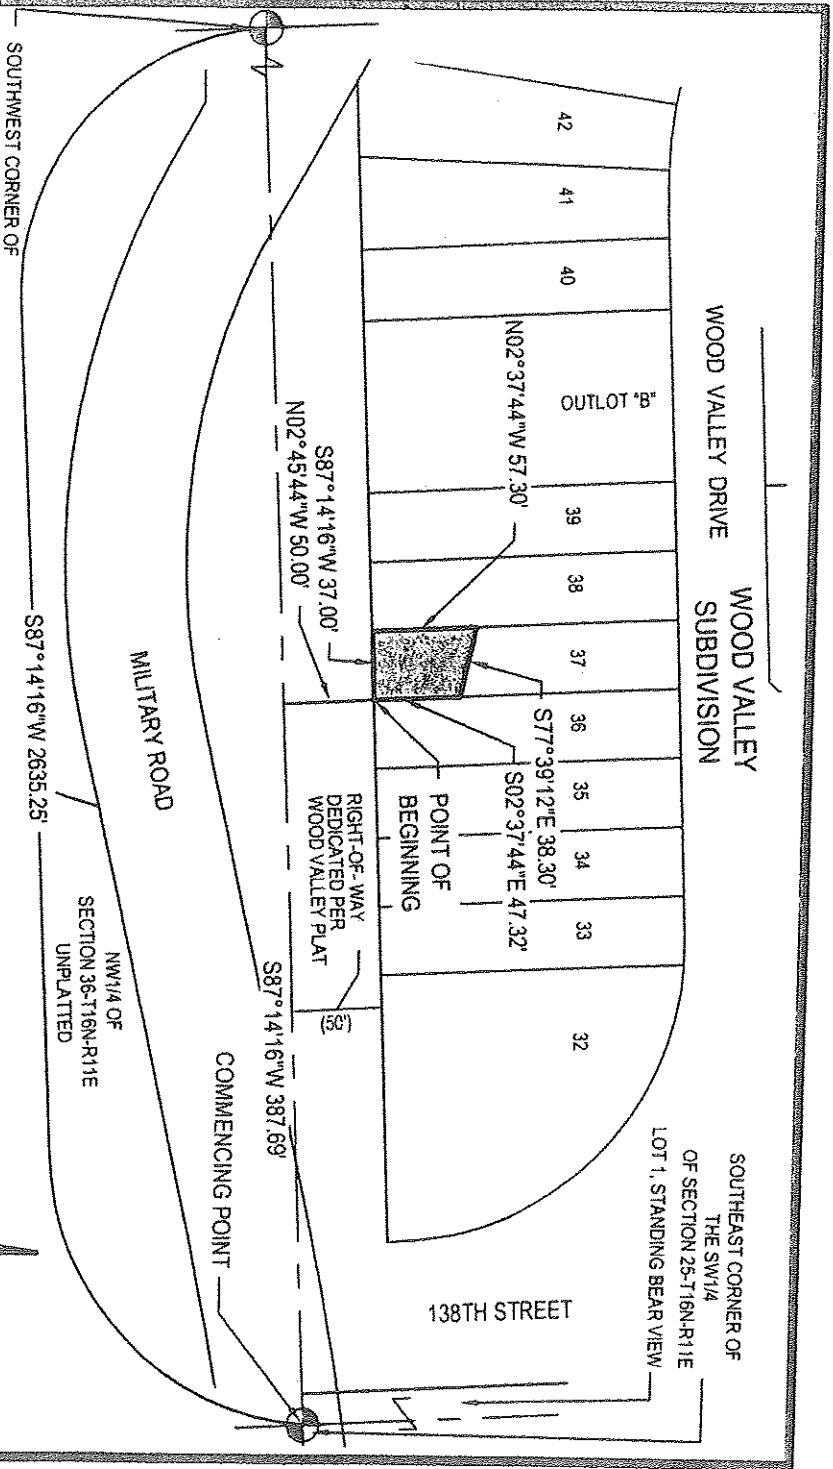 WOOD VALLEY DRIVE
WOOD VALLEY
SUBDIVISION
SOUTHEAST CORNER OF
THE SW1/4
OF SECTION 25-T16N-R11E
LOT 1, STANDING BEAR VIEW
42
41
40
OUTLOT "B"
39
38
37
36
35
34
33
32
N02°37'44"W 57.30'
S77°39'12"E 38.30'
S02°37'44"E 47.32'
S87°14'16"W 37.00'
N02°45'44"W 50.00'
POINT OF
BEGINNING
RIGHT-OF-WAY
DEDICATED PER
WOOD VALLEY PLAT
(50')
138TH STREET
S87°14'16"W 387.69'
COMMENCING POINT
MILITARY ROAD
NW1/4 OF
SECTION 36-T16N-R11E
UNPLATTED
S87°14'16"W 2635.25'
SOUTHWEST CORNER OF